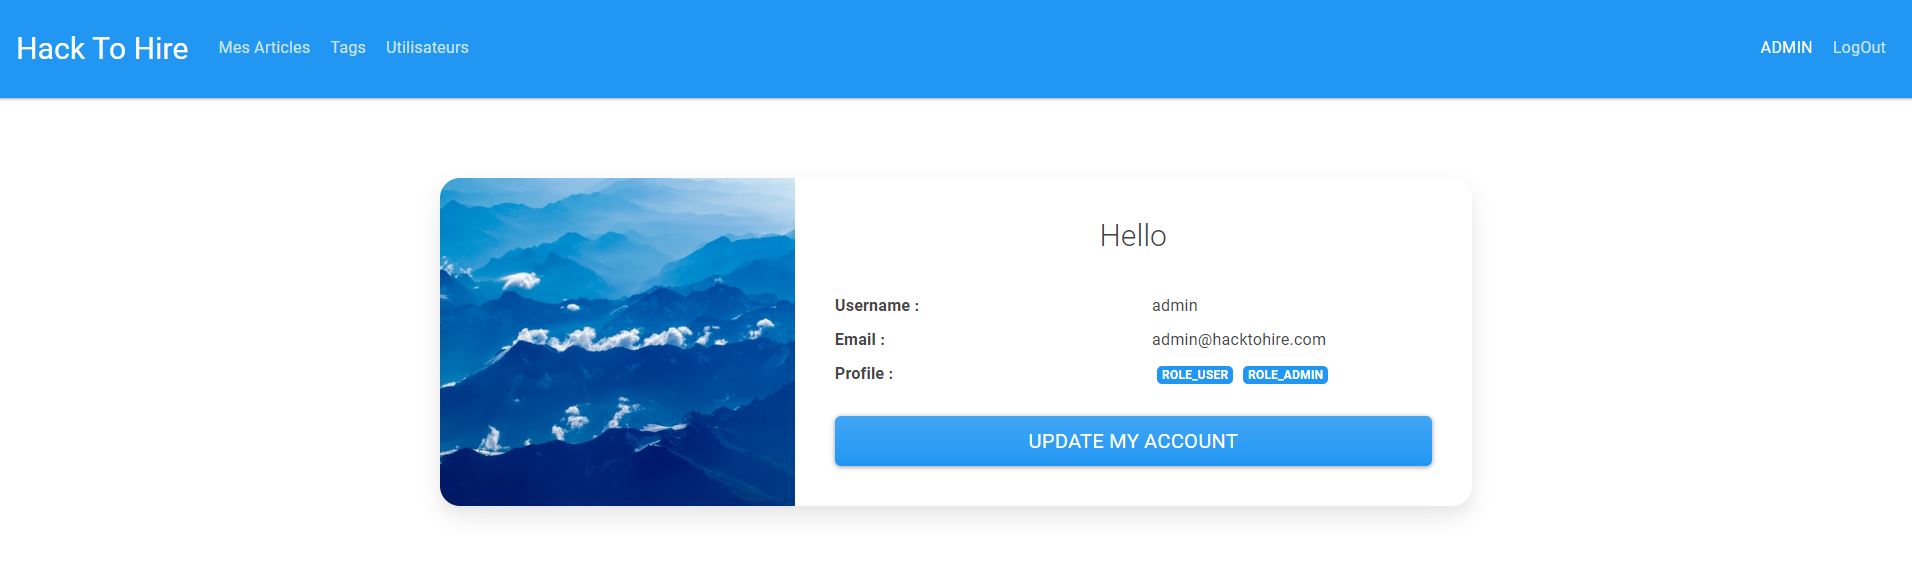 Hack To Hire Mes Articles Tags Utilisateurs ADMIN LogOut
Hello
Username : admin
Email : admin@hacktohire.com
Profile : ROLE_USER ROLE_ADMIN
UPDATE MY ACCOUNT